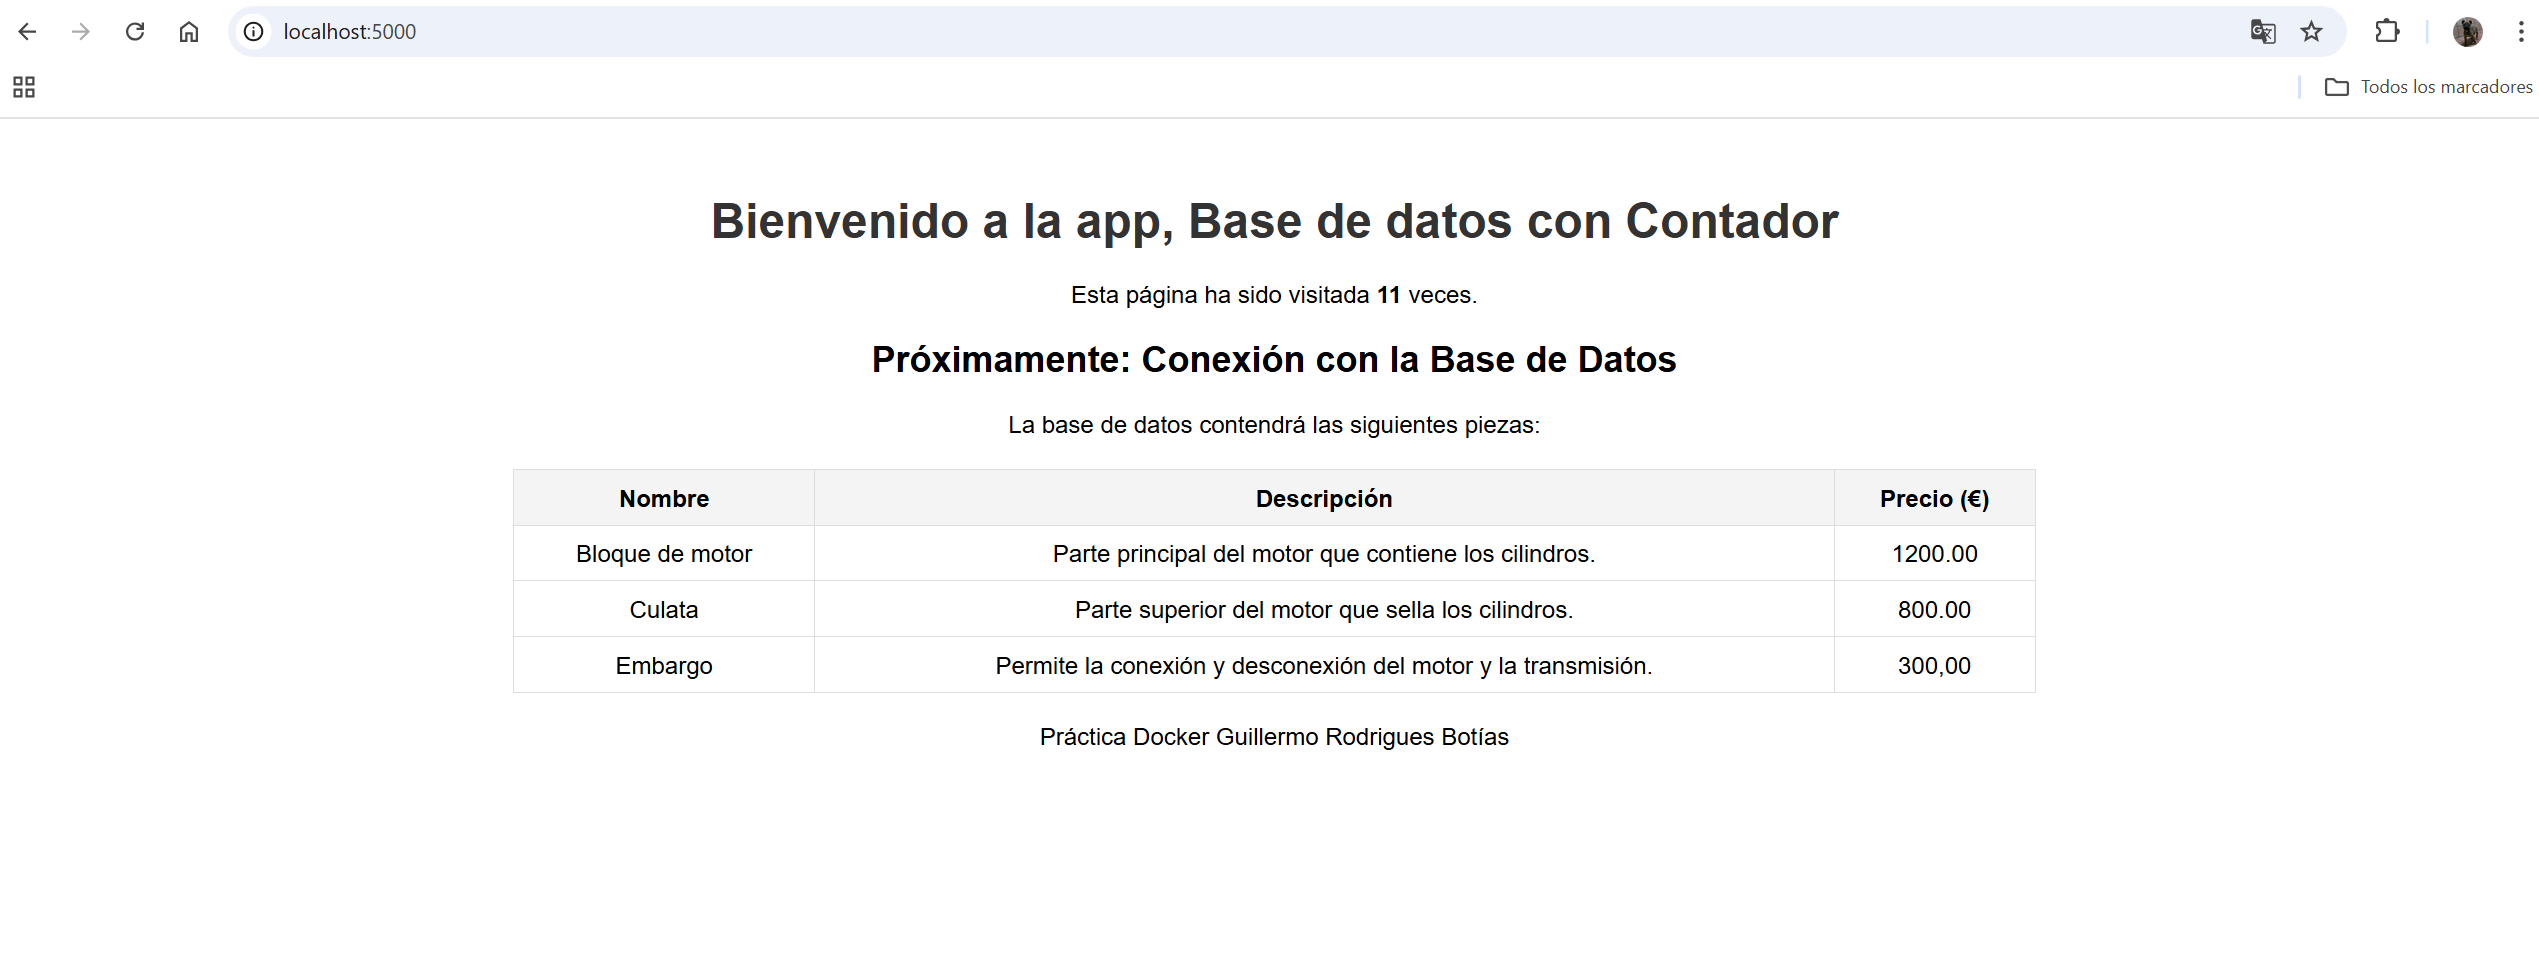 localhost:5000
Todos los marcadores
Bienvenido a la app, Base de datos con Contador
Esta página ha sido visitada 11 veces.
Próximamente: Conexión con la Base de Datos
La base de datos contendrá las siguientes piezas:
Nombre Descripción Precio (€)
Bloque de motor Parte principal del motor que contiene los cilindros. 1200.00
Culata Parte superior del motor que sella los cilindros. 800.00
Embargo Permite la conexión y desconexión del motor y la transmisión. 300,00
Práctica Docker Guillermo Rodrigues Botías